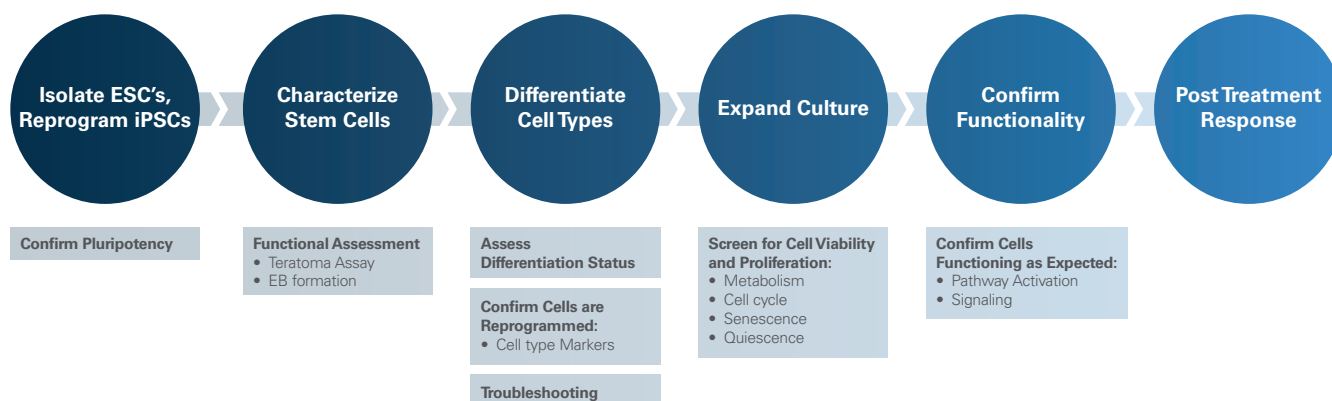 Isolate ESC's,
Reprogram iPSCs
Characterize
Stem Cells
Differentiate
Cell Types
Expand Culture
Confirm
Functionality
Post Treatment
Response
Confirm Pluripotency
Functional Assessment
• Teratoma Assay
• EB formation
Assess
Differentiation Status
Confirm Cells are
Reprogrammed:
• Cell type Markers
Troubleshooting
Screen for Cell Viability
and Proliferation:
• Metabolism
• Cell cycle
• Senescence
• Quiescence
Confirm Cells
Functioning as Expected:
• Pathway Activation
• Signaling